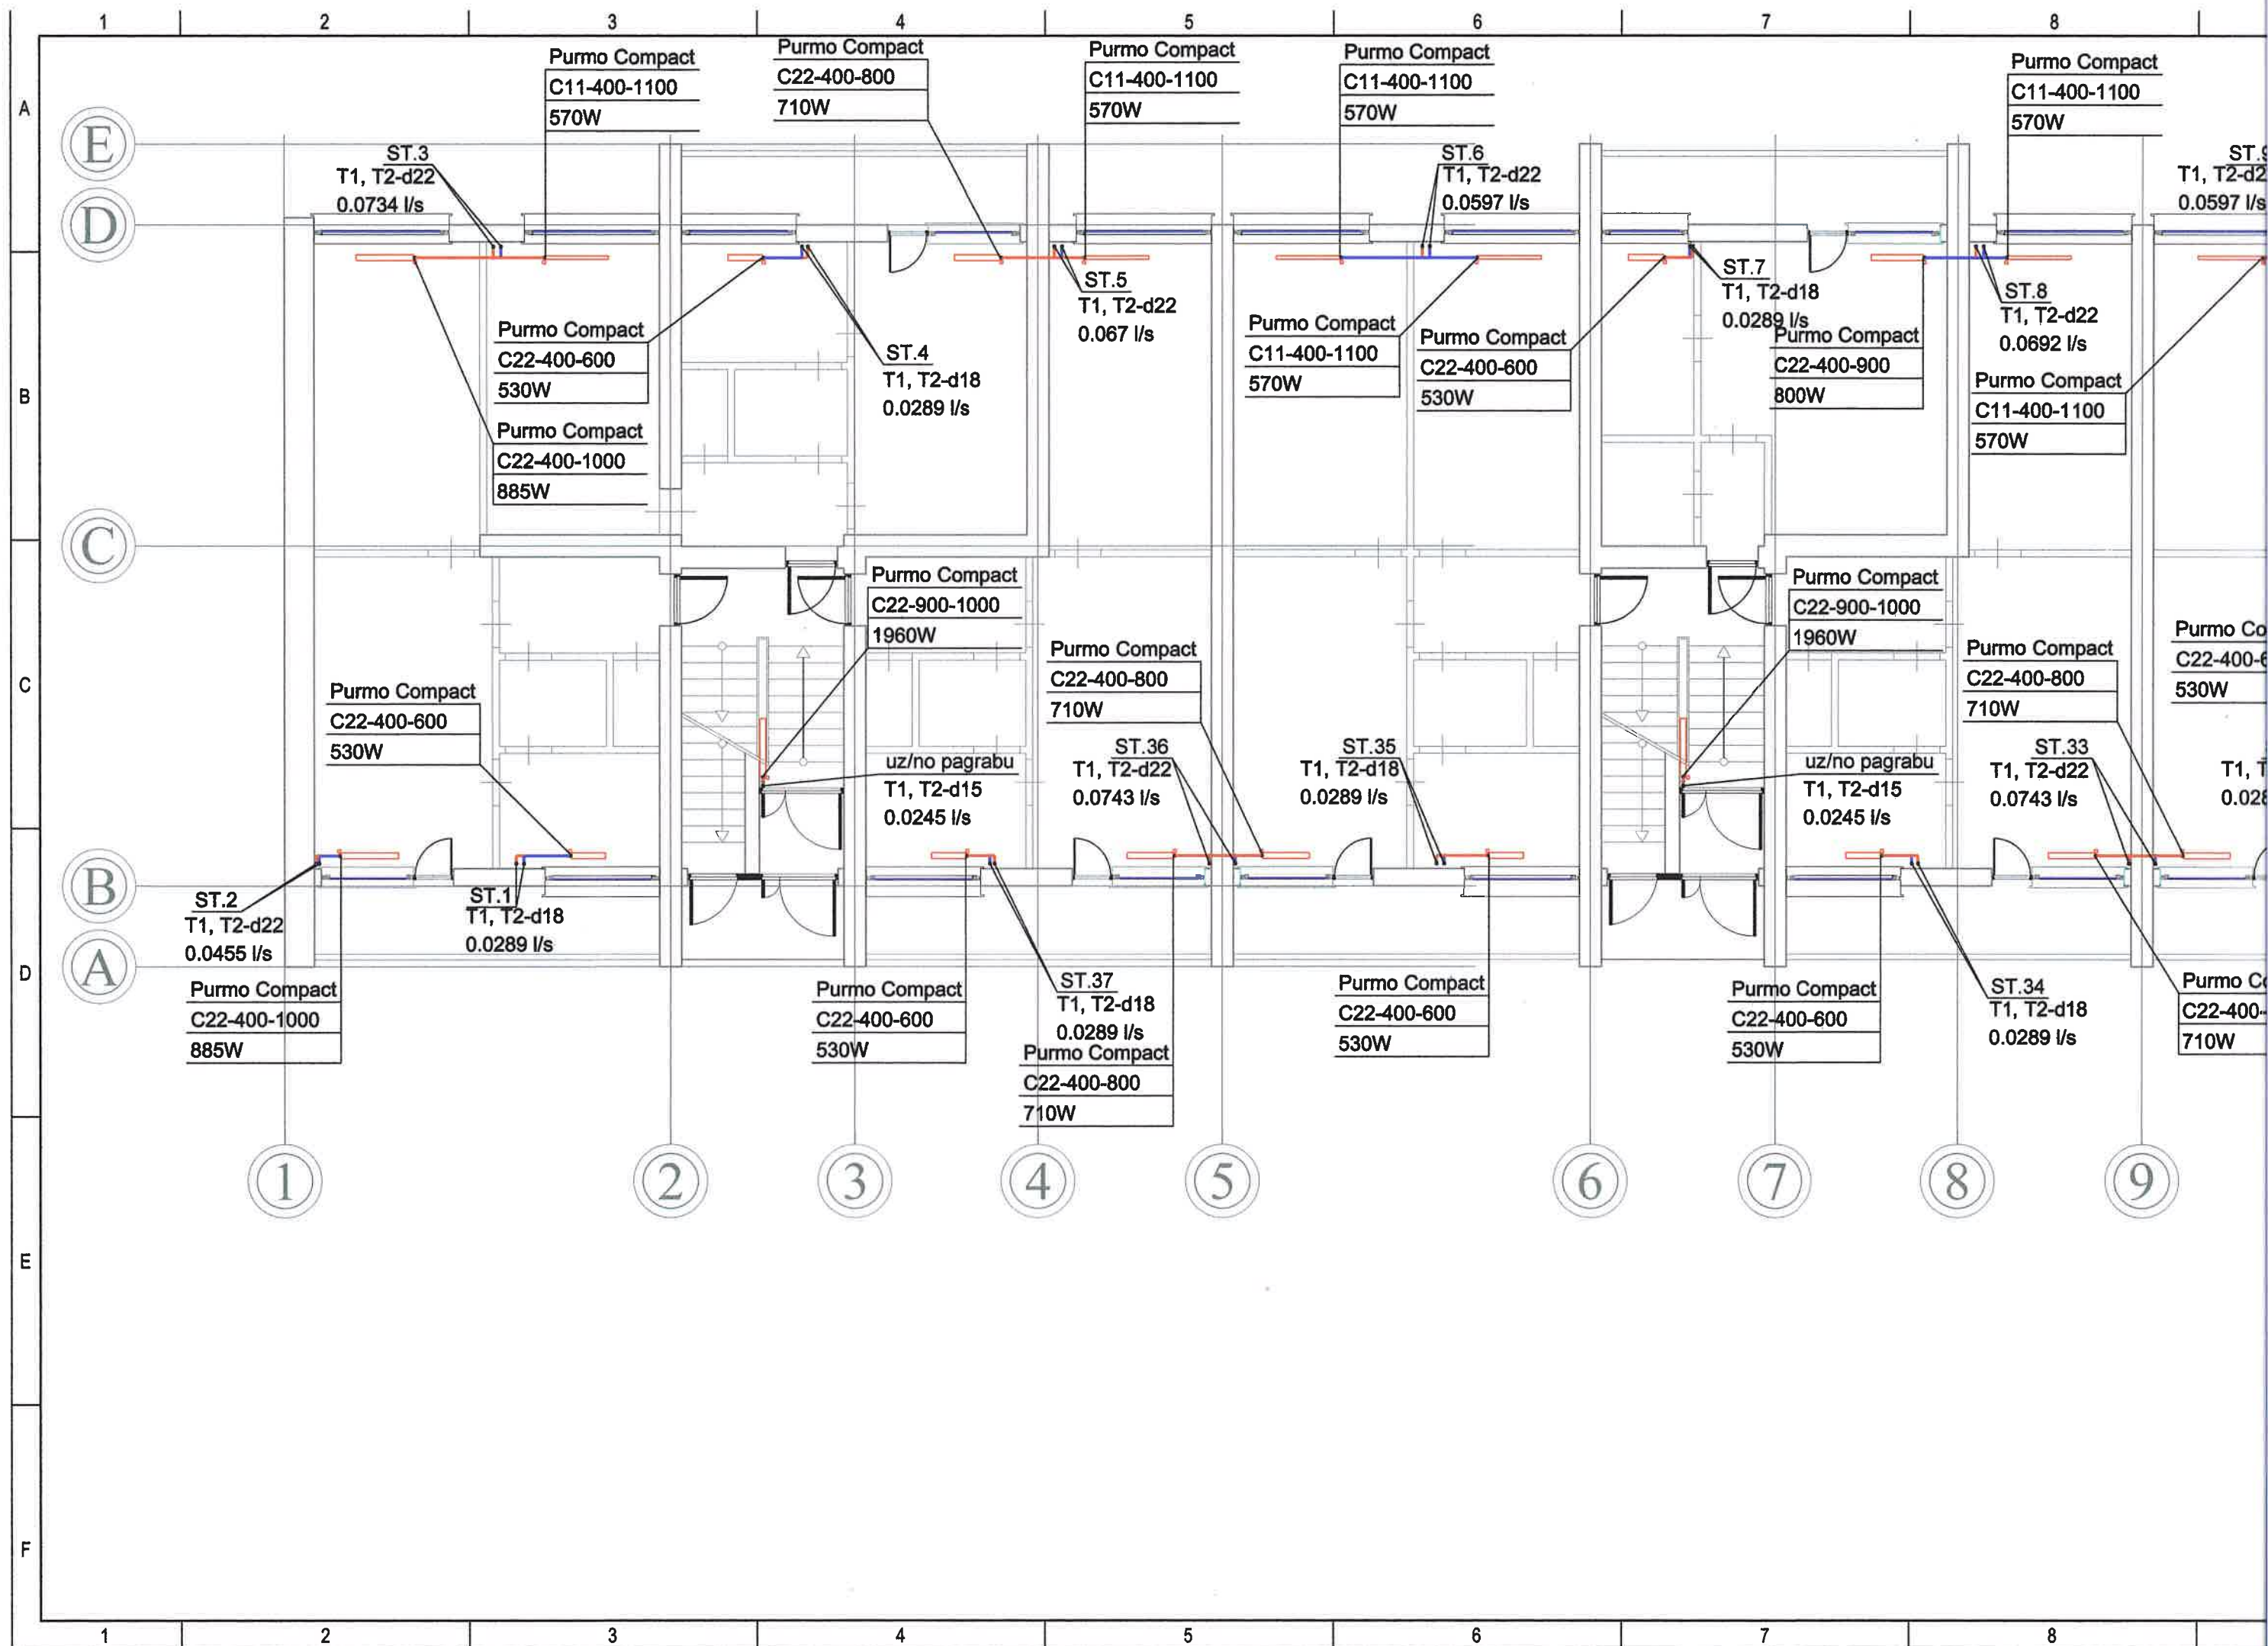 1 2 3 4 5 6 7 8
A
B
C
D
E
F
E
D
C
B
A
Purmo Compact
C11-400-1100
570W
Purmo Compact
C22-400-800
710W
Purmo Compact
C11-400-1100
570W
Purmo Compact
C11-400-1100
570W
Purmo Compact
C11-400-1100
570W
ST.3
T1, T2-d22
0.0734 l/s
ST.6
T1, T2-d22
0.0597 l/s
T1, T2-d2
0.0597 l/s
ST.5
T1, T2-d22
0.067 l/s
ST.7
T1, T2-d18
0.0289 l/s
ST.8
T1, T2-d22
0.0692 l/s
Purmo Compact
C22-400-600
530W
ST.4
T1, T2-d18
0.0289 l/s
Purmo Compact
C11-400-1100
570W
Purmo Compact
C22-400-600
530W
Purmo Compact
C22-400-900
800W
Purmo Compact
C11-400-1100
570W
Purmo Compact
C22-400-1000
885W
Purmo Compact
C22-900-1000
1960W
Purmo Compact
C22-900-1000
1960W
Purmo Compact
C22-400-600
530W
Purmo Compact
C22-400-800
710W
Purmo Compact
C22-400-800
710W
Purmo Co
C22-400-6
530W
uz/no pagrabu
T1, T2-d15
0.0245 l/s
ST.36
T1, T2-d22
0.0743 l/s
ST.35
T1, T2-d18
0.0289 l/s
uz/no pagrabu
T1, T2-d15
0.0245 l/s
ST.33
T1, T2-d22
0.0743 l/s
T1, T
0.028
ST.2
T1, T2-d22
0.0455 l/s
ST.1
T1, T2-d18
0.0289 l/s
Purmo Compact
C22-400-1000
885W
Purmo Compact
C22-400-600
530W
ST.37
T1, T2-d18
0.0289 l/s
Purmo Compact
C22-400-800
710W
Purmo Compact
C22-400-600
530W
Purmo Compact
C22-400-600
530W
ST.34
T1, T2-d18
0.0289 l/s
Purmo Co
C22-400-
710W
1 2 3 4 5 6 7 8 9
1 2 3 4 5 6 7 8